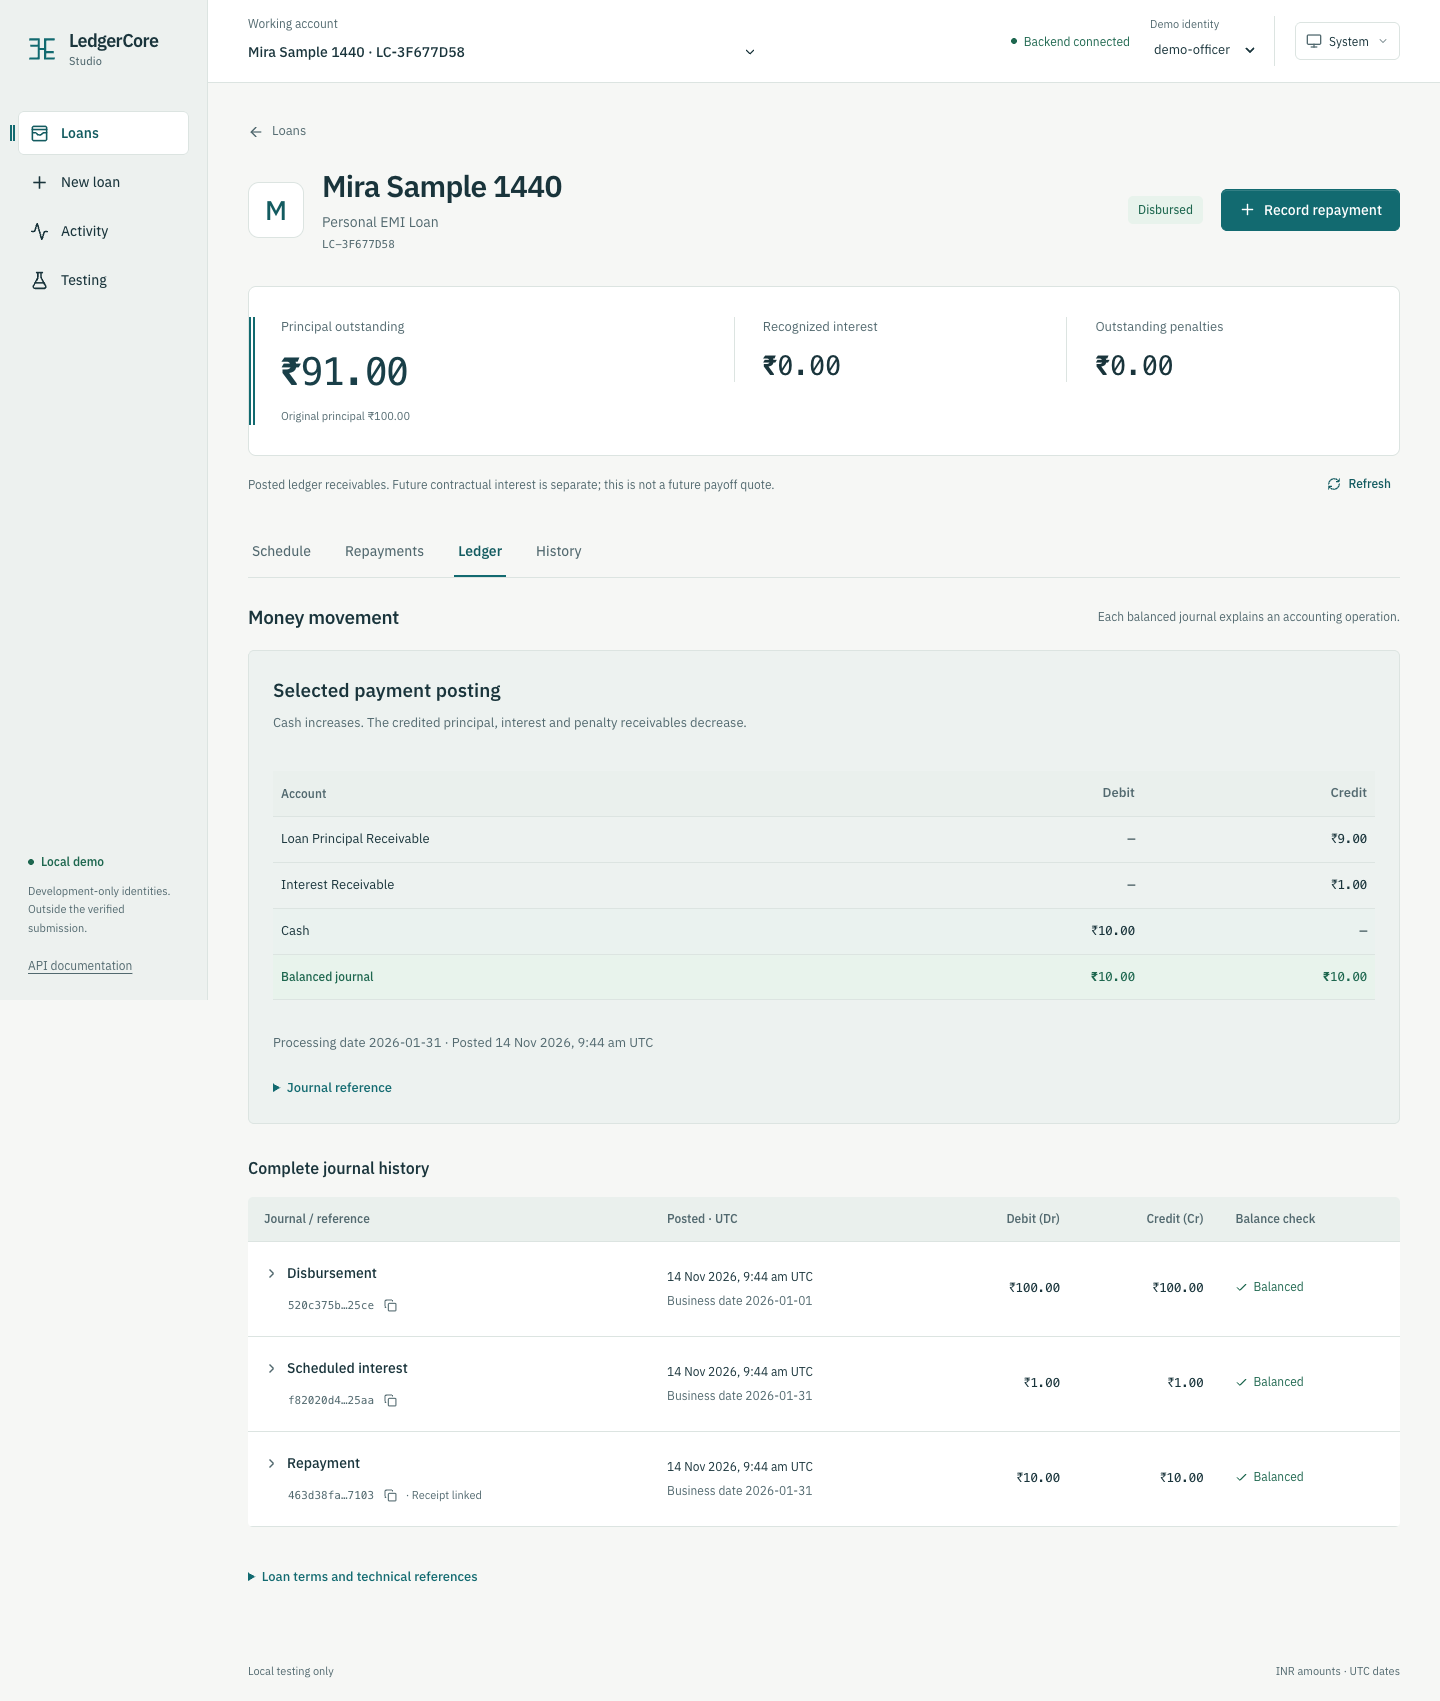 LedgerCore
Studio
Loans
New loan
Activity
Testing
Local demo
Development-only identities.
Outside the verified
submission.
API documentation
Working account
Mira Sample 1440 · LC-3F677D58
Backend connected
Demo identity
demo-officer
System
Loans
M
Mira Sample 1440
Personal EMI Loan
LC-3F677D58
Disbursed
Record repayment
Principal outstanding
₹91.00
Original principal ₹100.00
Recognized interest
₹0.00
Outstanding penalties
₹0.00
Posted ledger receivables. Future contractual interest is separate; this is not a future payoff quote.
Refresh
Schedule Repayments Ledger History
Money movement
Each balanced journal explains an accounting operation.
Selected payment posting
Cash increases. The credited principal, interest and penalty receivables decrease.
Account Debit Credit
Loan Principal Receivable — ₹9.00
Interest Receivable — ₹1.00
Cash ₹10.00 —
Balanced journal ₹10.00 ₹10.00
Processing date 2026-01-31 · Posted 14 Nov 2026, 9:44 am UTC
Journal reference
Complete journal history
Journal / reference Posted · UTC Debit (Dr) Credit (Cr) Balance check
Disbursement
520c375b…25ce
14 Nov 2026, 9:44 am UTC
Business date 2026-01-01
₹100.00 ₹100.00 Balanced
Scheduled interest
f82020d4…25aa
14 Nov 2026, 9:44 am UTC
Business date 2026-01-31
₹1.00 ₹1.00 Balanced
Repayment
463d38fa…7103 · Receipt linked
14 Nov 2026, 9:44 am UTC
Business date 2026-01-31
₹10.00 ₹10.00 Balanced
Loan terms and technical references
Local testing only
INR amounts · UTC dates